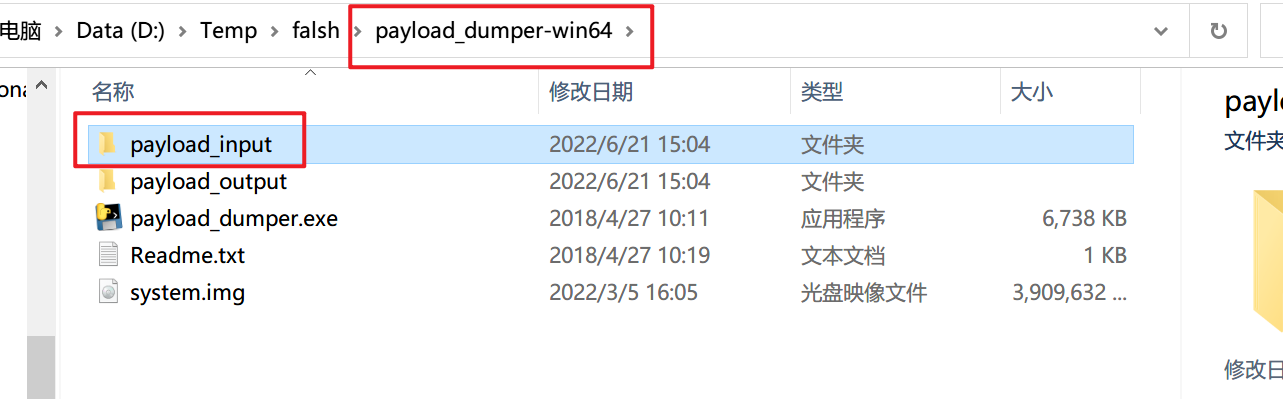 电脑 > Data (D:) > Temp > falsh > payload_dumper-win64 >
名称 修改日期 类型 大小
payload_input 2022/6/21 15:04 文件夹
payload_output 2022/6/21 15:04 文件夹
payload_dumper.exe 2018/4/27 10:11 应用程序 6,738 KB
Readme.txt 2018/4/27 10:19 文本文档 1 KB
system.img 2022/3/5 16:05 光盘映像文件 3,909,632 ...
payl
文件夹
修改日